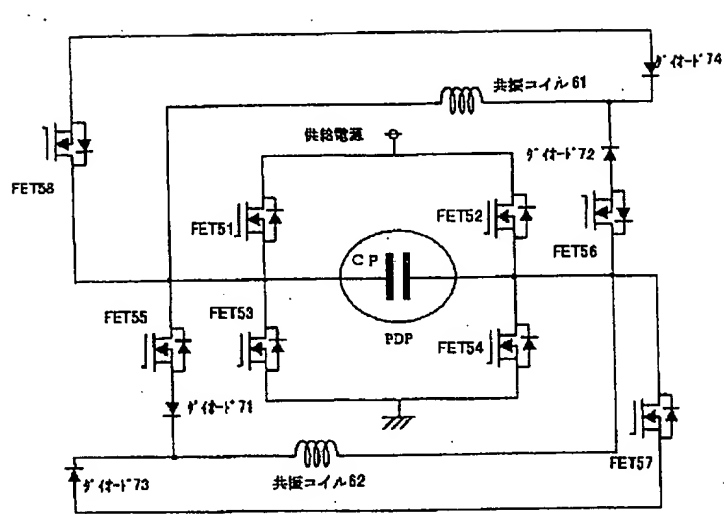 ダイオード74
共振コイル61
供給電源
ダイオード72
FET58
FET51
FET52
FET56
CP
FET55
FET53
PDP
FET54
ダイオード71
FET57
ダイオード73
共振コイル62